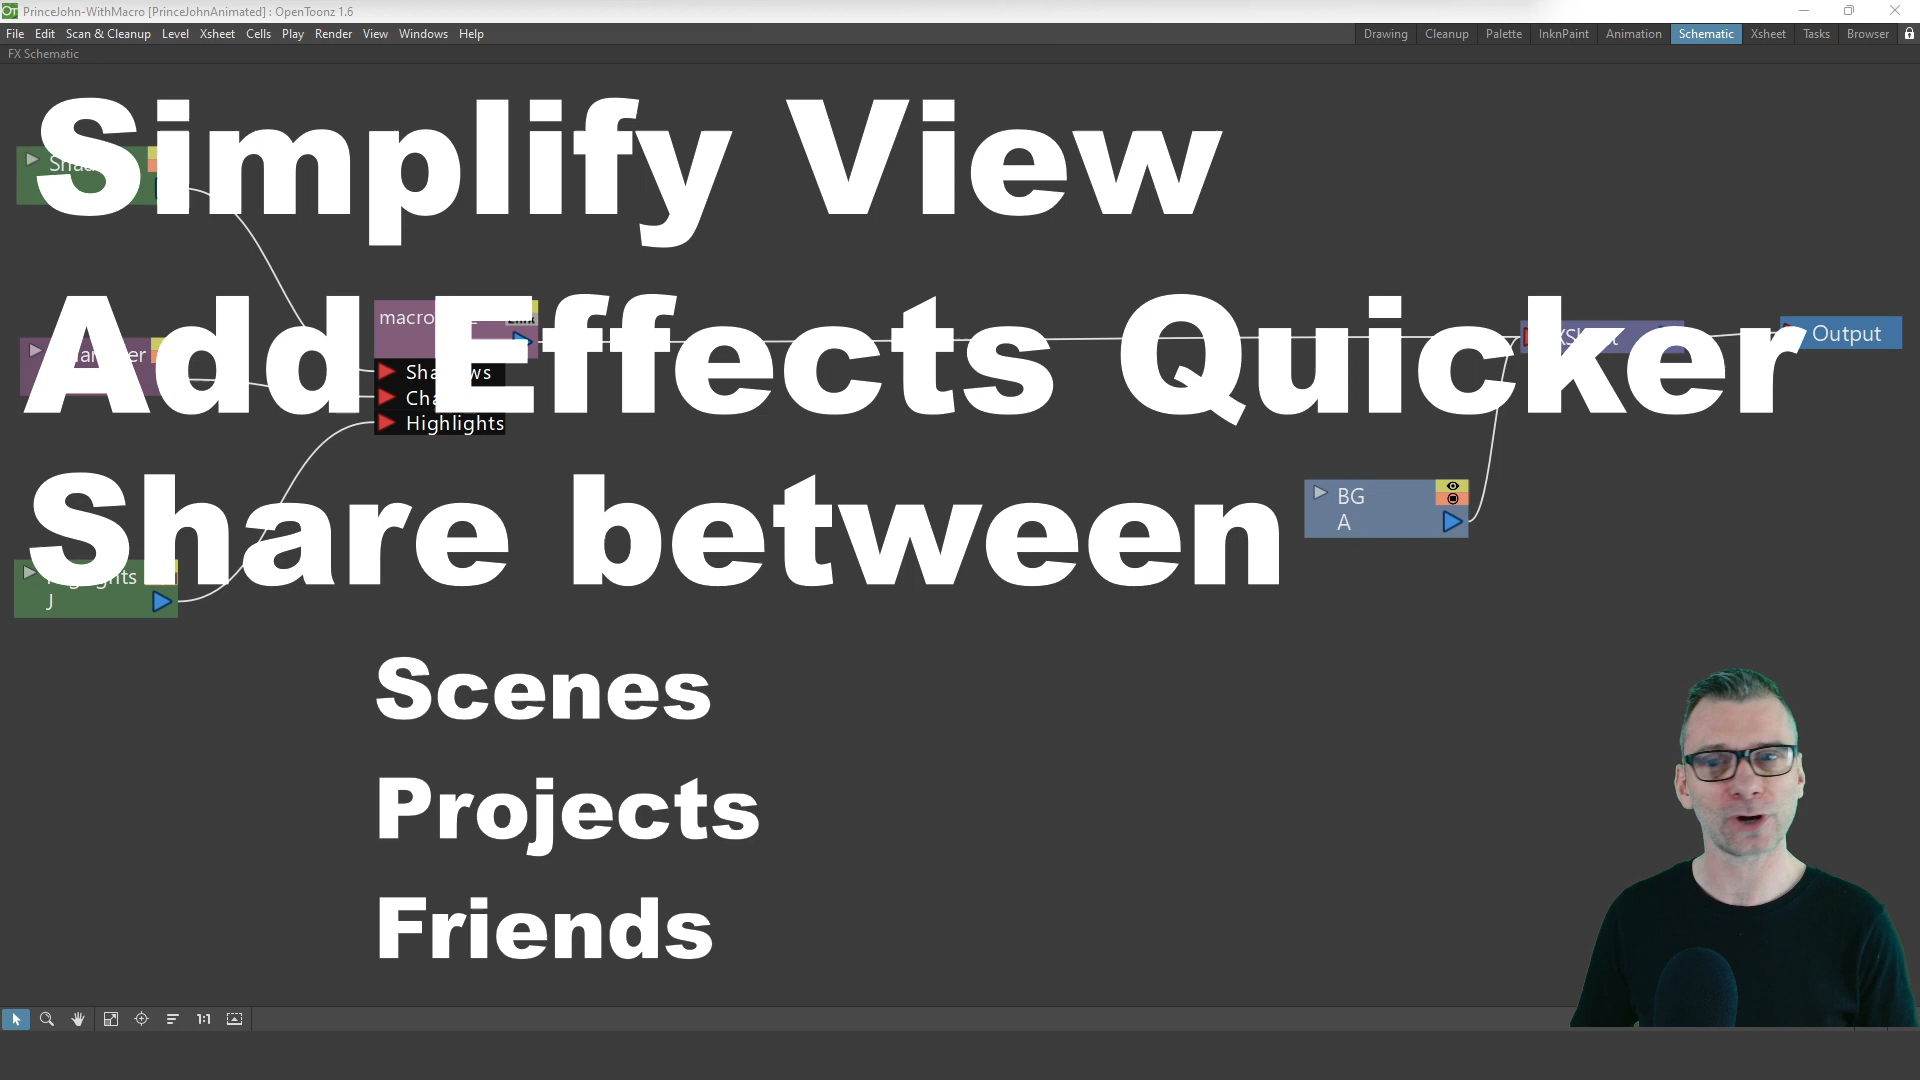 OT PrinceJohn-WithMacro [PrinceJohnAnimated] : OpenToonz 1.6
File Edit Scan & Cleanup Level Xsheet Cells Play Render View Windows Help
Drawing Cleanup Palette InknPaint Animation Schematic Xsheet Tasks Browser
FX Schematic
Simplify View
Add Effects Quicker
macro
Output
Highlights
Share between
BG
A
J
Scenes
Projects
Friends
1:1